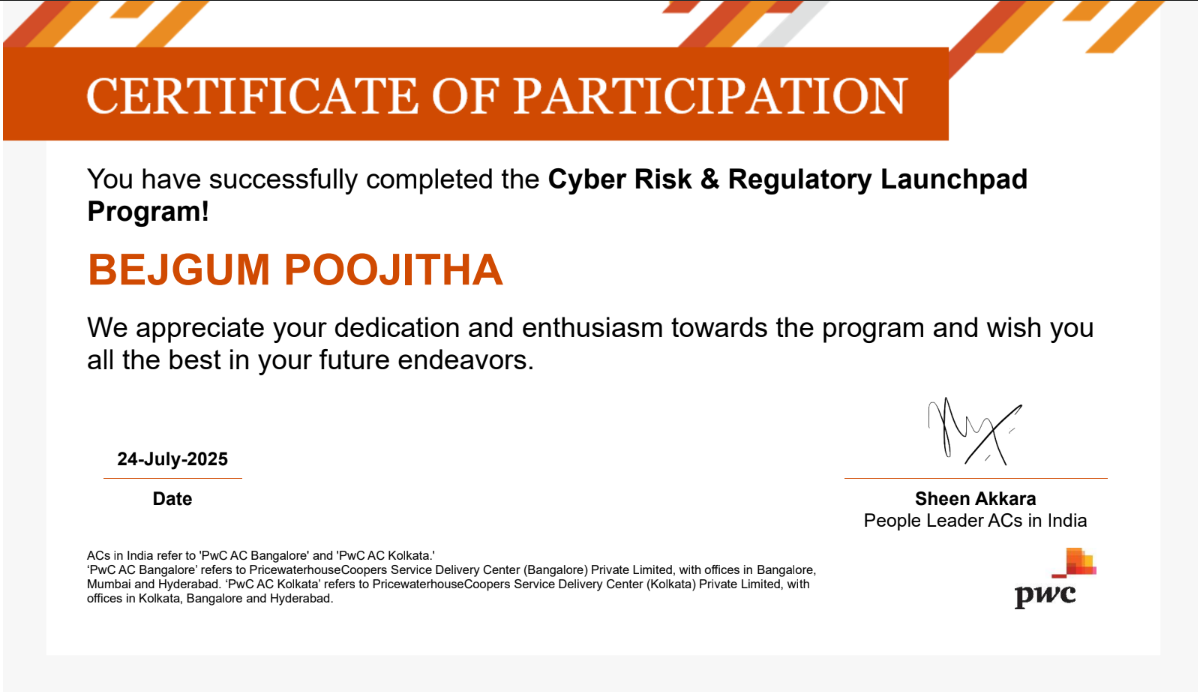 CERTIFICATE OF PARTICIPATION
You have successfully completed the Cyber Risk & Regulatory Launchpad
Program!
BEJGUM POOJITHA
We appreciate your dedication and enthusiasm towards the program and wish you
all the best in your future endeavors.
24-July-2025
Date
Sheen Akkara
People Leader ACs in India
ACs in India refer to 'PwC AC Bangalore' and 'PwC AC Kolkata.'
‘PwC AC Bangalore’ refers to PricewaterhouseCoopers Service Delivery Center (Bangalore) Private Limited, with offices in Bangalore,
Mumbai and Hyderabad. ‘PwC AC Kolkata’ refers to PricewaterhouseCoopers Service Delivery Center (Kolkata) Private Limited, with
offices in Kolkata, Bangalore and Hyderabad.
pwc